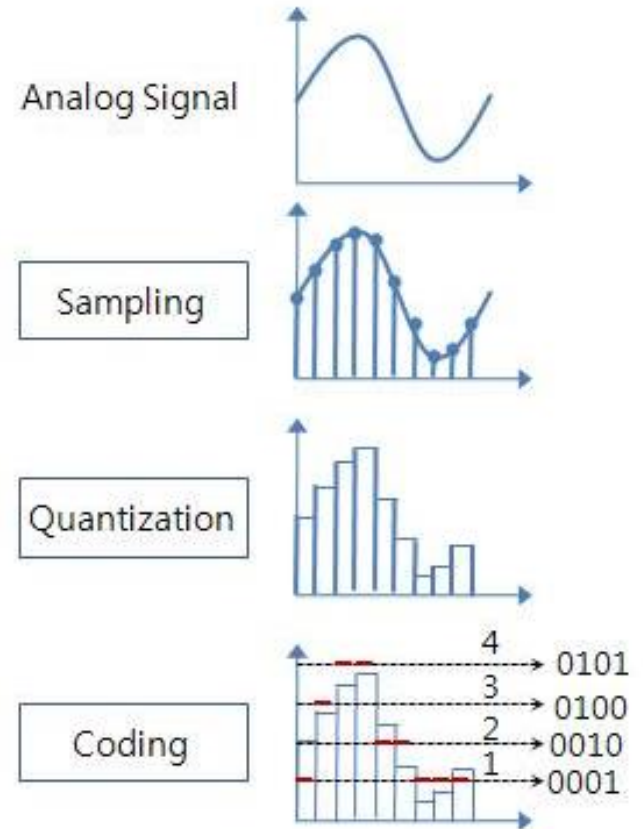 Analog Signal
Sampling
Quantization
4
0101
3
0100
Coding
2
0010
1
0001